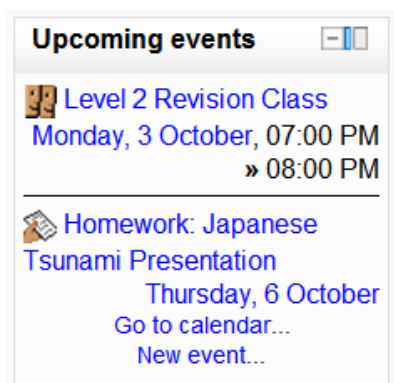 Upcoming events
Level 2 Revision Class
Monday, 3 October, 07:00 PM
» 08:00 PM
Homework: Japanese
Tsunami Presentation
Thursday, 6 October
Go to calendar...
New event...